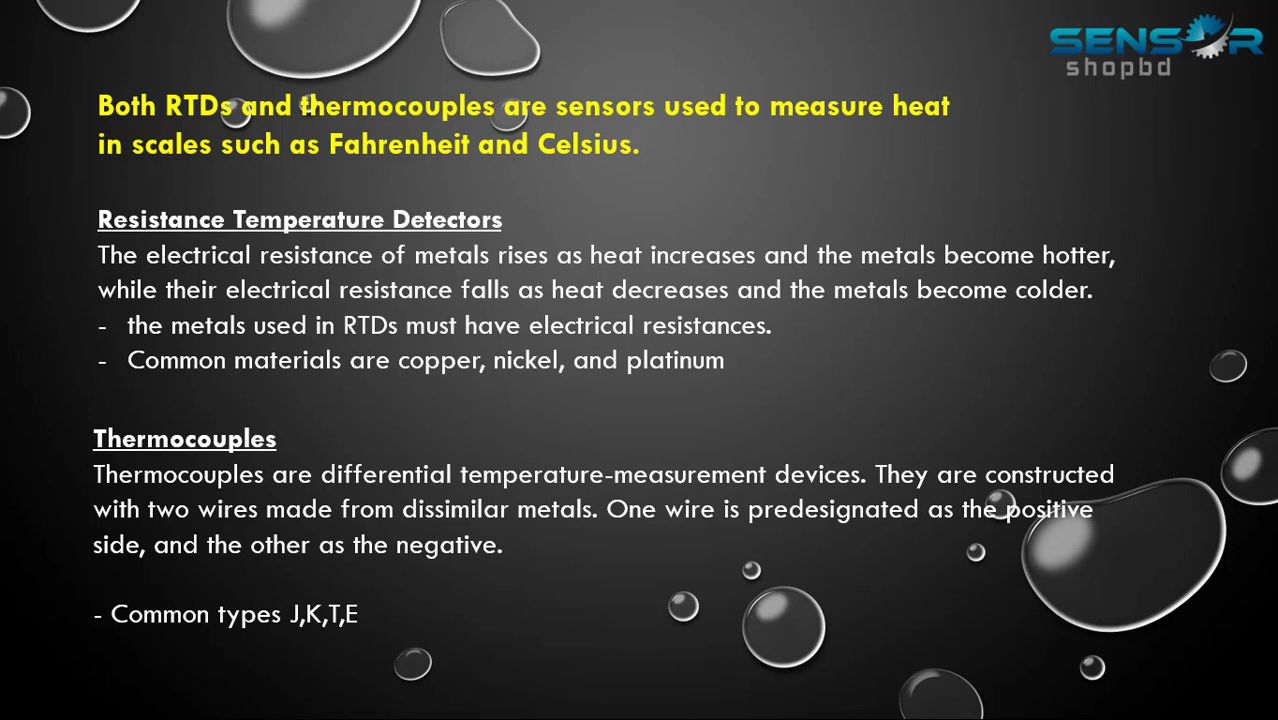 SENSOR
shopbd
Both RTDs and thermocouples are sensors used to measure heat
in scales such as Fahrenheit and Celsius.
Resistance Temperature Detectors
The electrical resistance of metals rises as heat increases and the metals become hotter,
while their electrical resistance falls as heat decreases and the metals become colder.
- the metals used in RTDs must have electrical resistances.
- Common materials are copper, nickel, and platinum
Thermocouples
Thermocouples are differential temperature-measurement devices. They are constructed
with two wires made from dissimilar metals. One wire is predesignated as the positive
side, and the other as the negative.
- Common types J,K,T,E